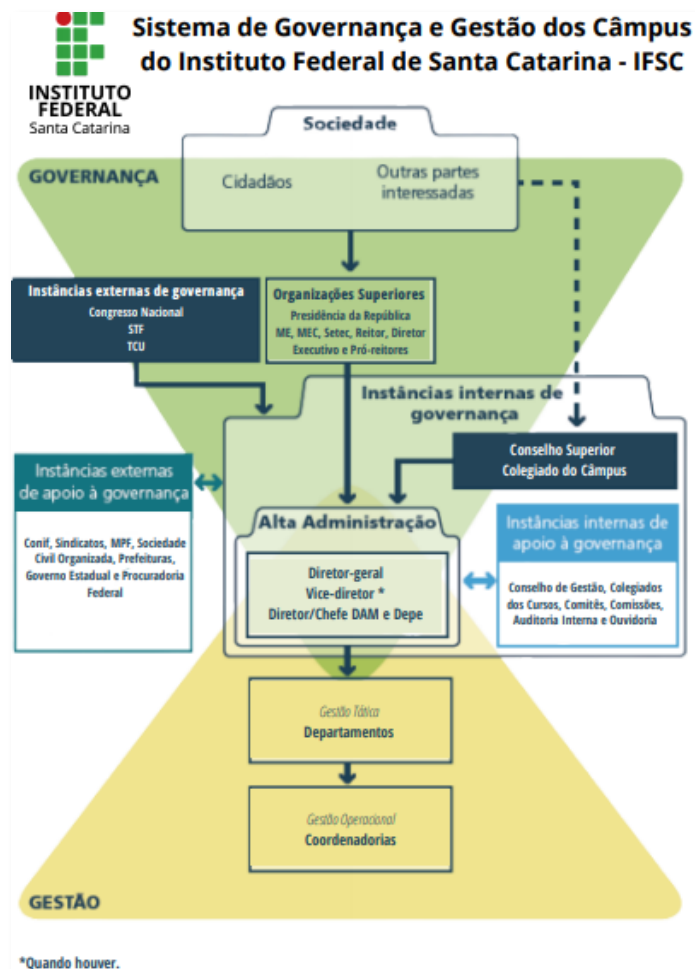 Sistema de Governança e Gestão dos Câmpus
do Instituto Federal de Santa Catarina - IFSC
INSTITUTO
FEDERAL
Santa Catarina
Sociedade
GOVERNANÇA
Cidadãos
Outras partes
interessadas
Instâncias externas de governança
Congresso Nacional
STF
TCU
Organizações Superiores
Presidência da República
ME, MEC, Setec, Reitor, Diretor
Executivo e Pró-reitores
Instâncias internas de
governança
Conselho Superior
Colegiado do Câmpus
Instâncias externas
de apoio à governança
Conif, Sindicatos, MPF, Sociedade
Civil Organizada, Prefeituras,
Governo Estadual e Procuradoria
Federal
Alta Administração
Diretor-geral
Vice-diretor *
Diretor/Chefe DAM e Depe
Instâncias internas de
apoio à governança
Conselho de Gestão, Colegiados
dos Cursos, Comitês, Comissões,
Auditoria Interna e Ouvidoria
Gestão Tática
Departamentos
Gestão Operacional
Coordenadorias
GESTÃO
*Quando houver.